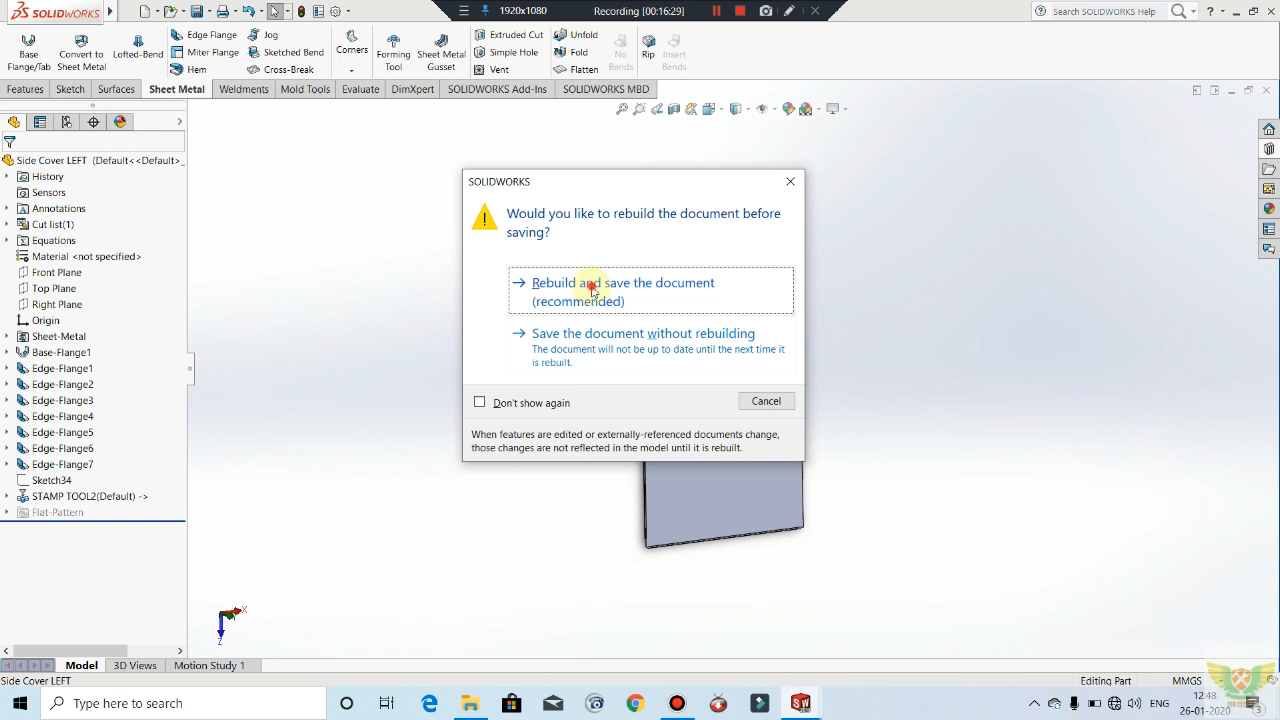 SOLIDWORKS
1920x1080
Recording [00:16:29]
Search SOLIDWORKS Help
Base Flange/Tab
Convert to Sheet Metal
Lofted-Bend
Edge Flange
Miter Flange
Hem
Jog
Sketched Bend
Cross-Break
Corners
Forming Tool
Sheet Metal Gusset
Extruded Cut
Simple Hole
Vent
Unfold
Fold
Flatten
No Bends
Rip
Insert Bends
Features
Sketch
Surfaces
Sheet Metal
Weldments
Mold Tools
Evaluate
DimXpert
SOLIDWORKS Add-Ins
SOLIDWORKS MBD
Side Cover LEFT (Default<<Default>_
History
Sensors
Annotations
Cut list(1)
Equations
Material <not specified>
Front Plane
Top Plane
Right Plane
Origin
Sheet-Metal
Base-Flange1
Edge-Flange1
Edge-Flange2
Edge-Flange3
Edge-Flange4
Edge-Flange5
Edge-Flange6
Edge-Flange7
Sketch34
STAMP TOOL2(Default) ->
Flat-Pattern
SOLIDWORKS
Would you like to rebuild the document before
saving?
Rebuild and save the document
(recommended)
Save the document without rebuilding
The document will not be up to date until the next time it
is rebuilt.
Don't show again
Cancel
When features are edited or externally-referenced documents change,
those changes are not reflected in the model until it is rebuilt.
X
Z
Model
3D Views
Motion Study 1
Side Cover LEFT
Editing Part
MMGS
Type here to search
ENG
12:48
26-01-2020
3